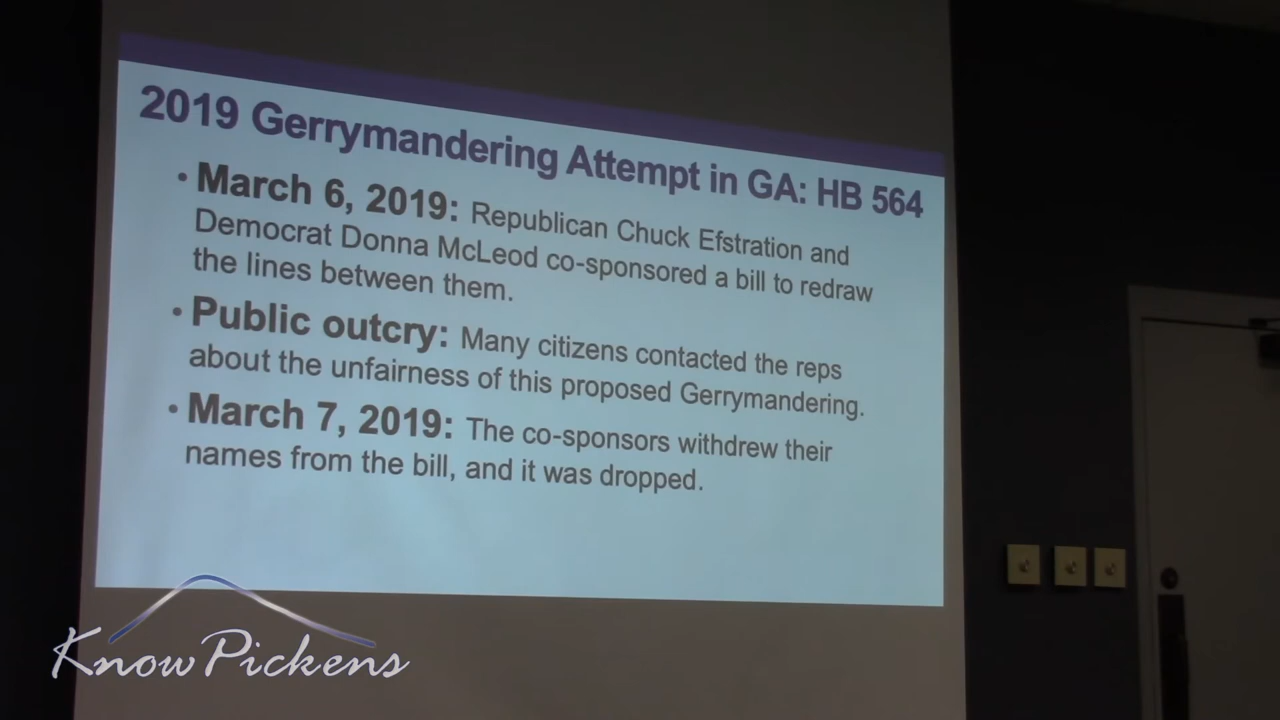 2019 Gerrymandering Attempt in GA: HB 564
• March 6, 2019: Republican Chuck Efstration and
Democrat Donna McLeod co-sponsored a bill to redraw
the lines between them.
• Public outcry: Many citizens contacted the reps
about the unfairness of this proposed Gerrymandering.
• March 7, 2019: The co-sponsors withdrew their
names from the bill, and it was dropped.
KnowPickens